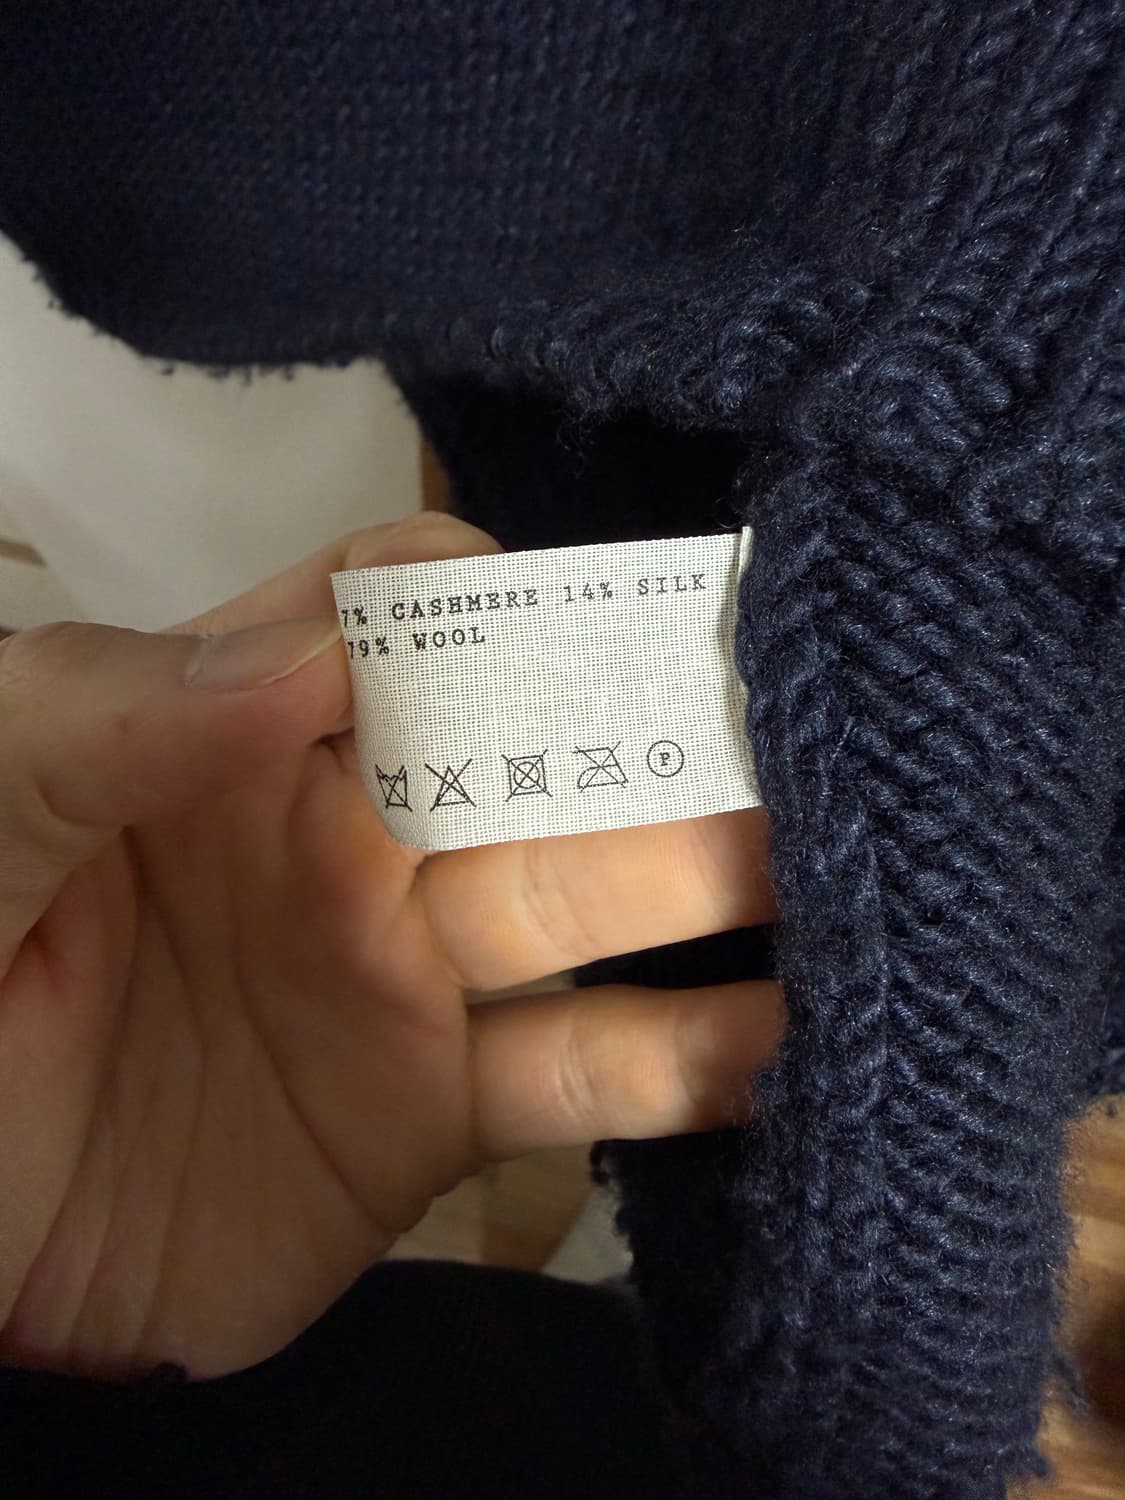 7% CASHMERE 14% SILK
79% WOOL
P